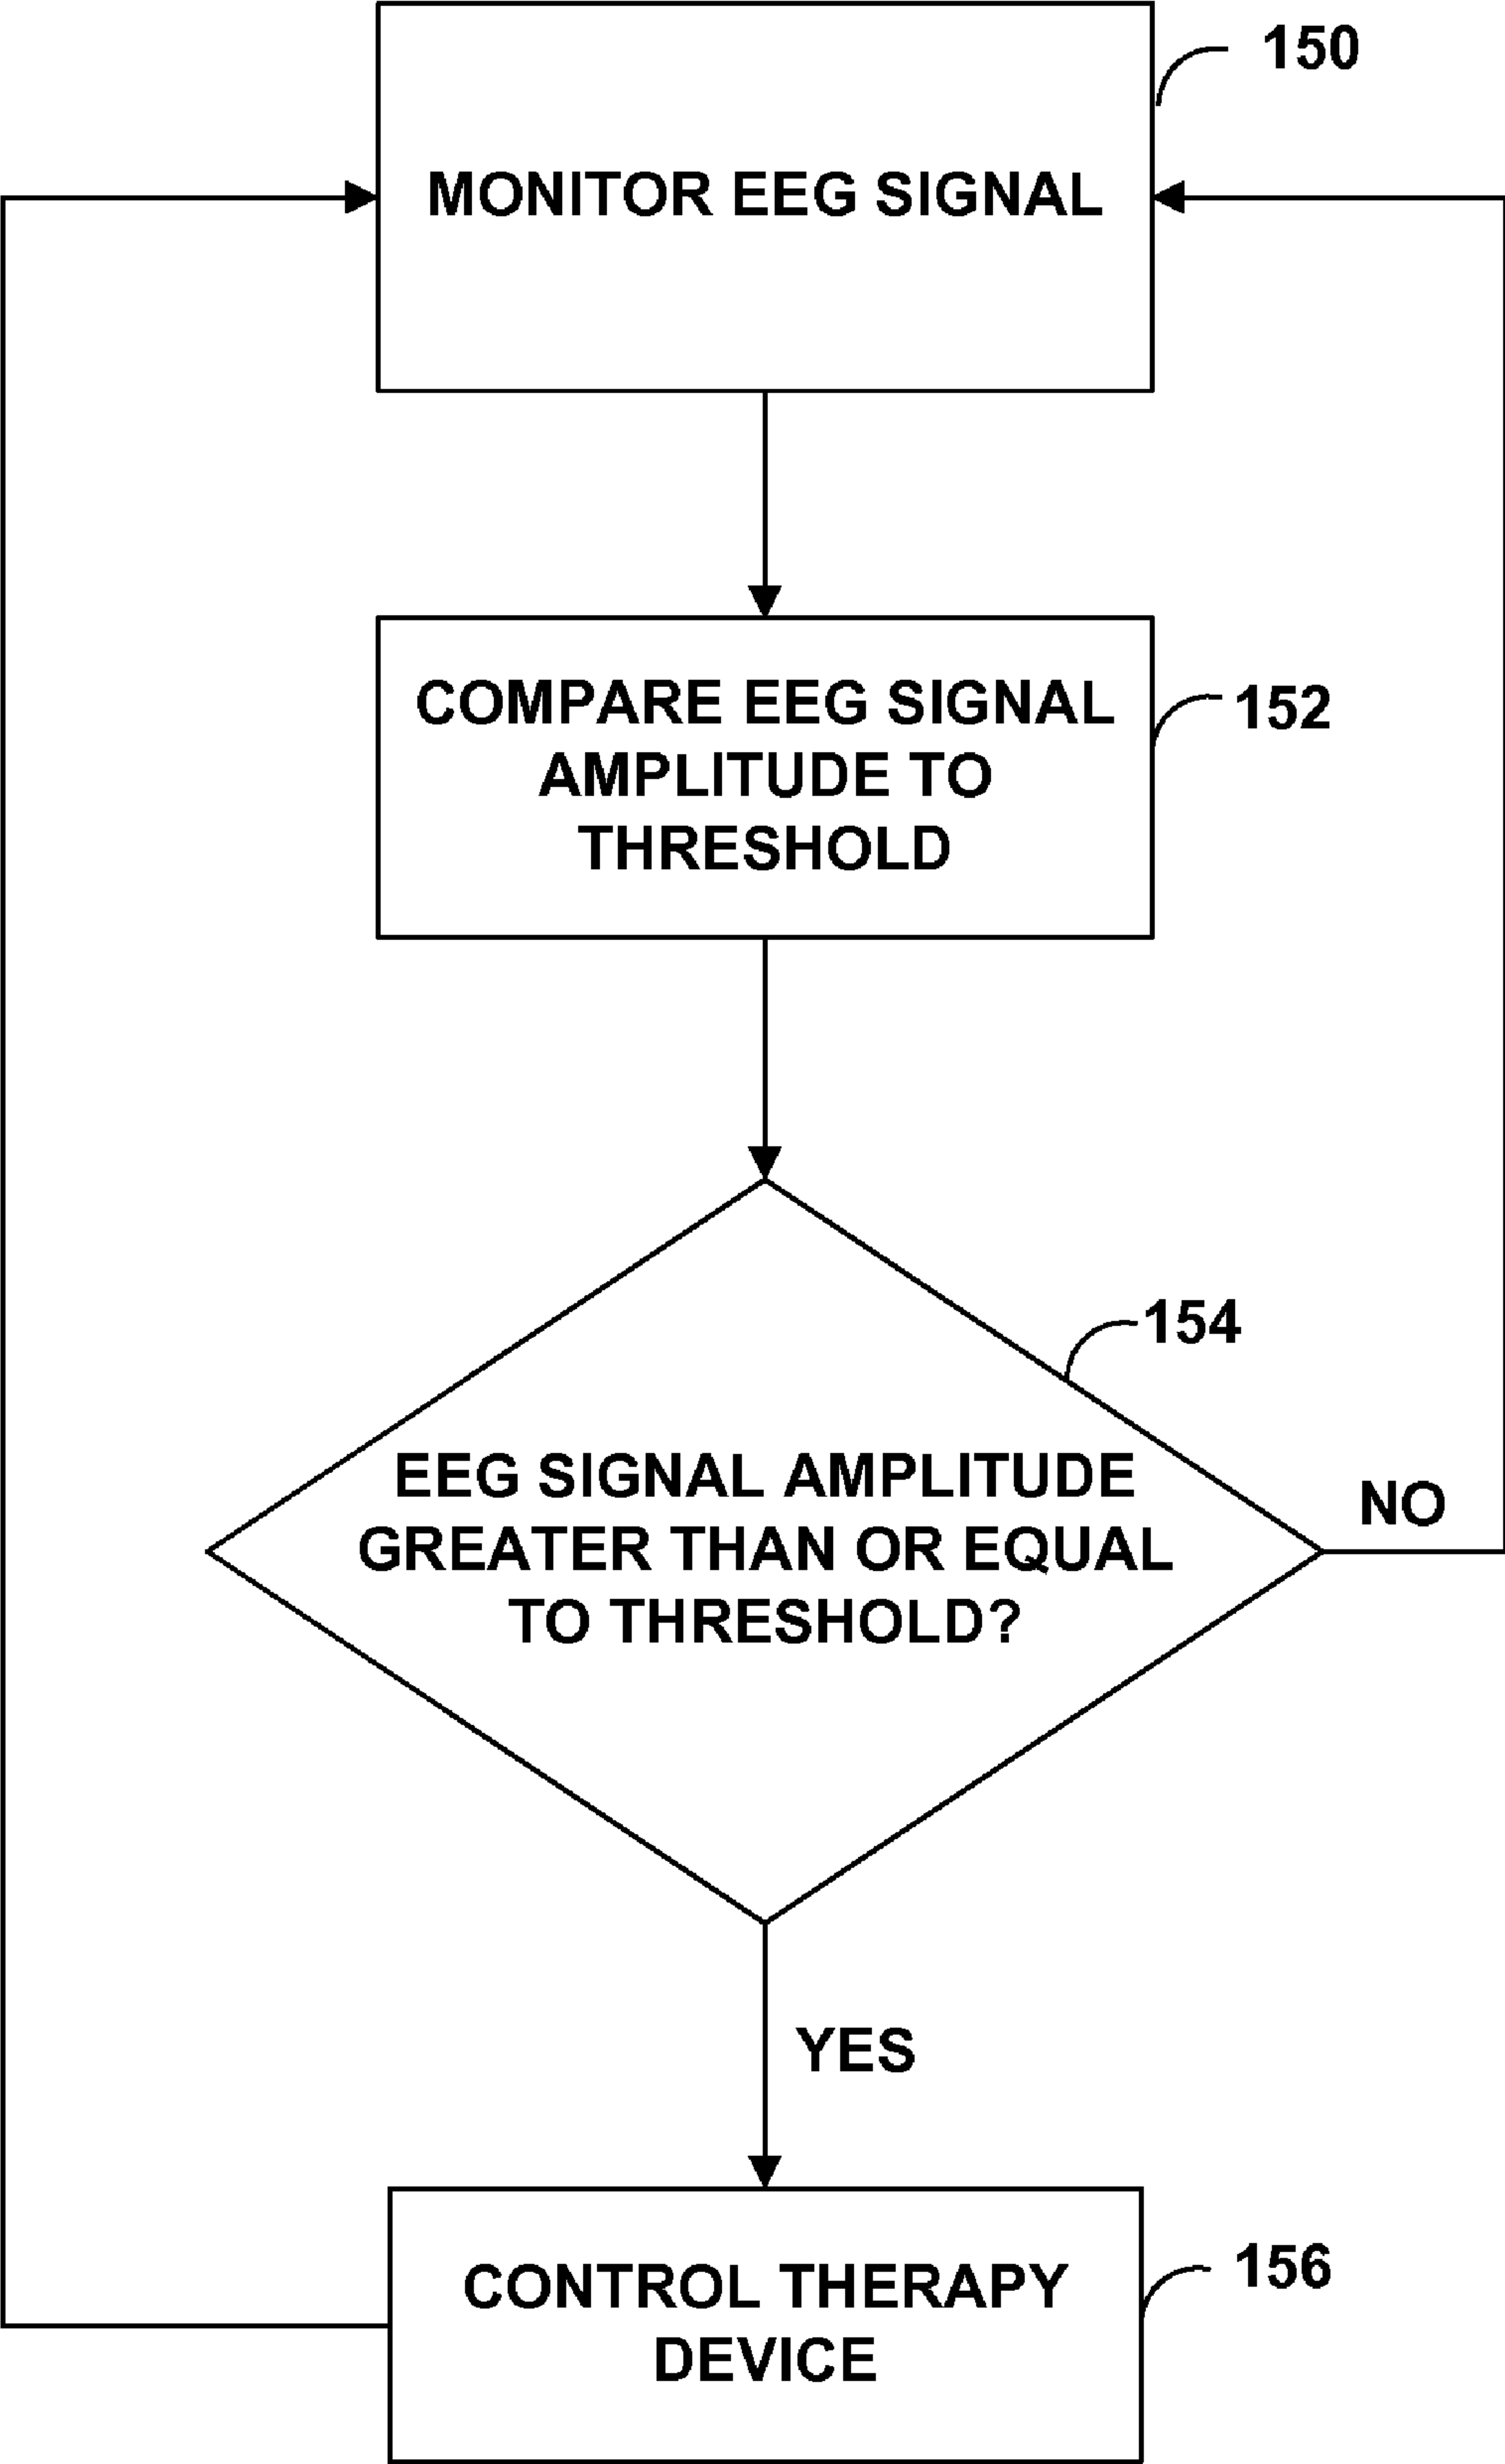 150
MONITOR EEG SIGNAL
COMPARE EEG SIGNAL
AMPLITUDE TO
THRESHOLD
152
154
EEG SIGNAL AMPLITUDE
GREATER THAN OR EQUAL
TO THRESHOLD?
NO
YES
CONTROL THERAPY
DEVICE
156